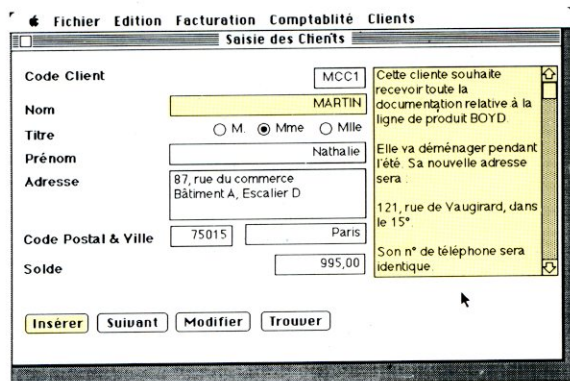 Fichier Edition Facturation Comptablité Clients
Saisie des Clients
Code Client MCC1
Nom MARTIN
Titre M. Mme Mlle
Prénom Nathalie
Adresse 87, rue du commerce
Bâtiment A, Escalier D
Code Postal & Ville 75015 Paris
Solde 995,00
Cette cliente souhaite
recevoir toute la
documentation relative à la
ligne de produit BOYD.
Elle va déménager pendant
l'été. Sa nouvelle adresse
sera :
121, rue de Vaugirard, dans
le 15°.
Son n° de téléphone sera
identique.
Insérer Suivant Modifier Trouver